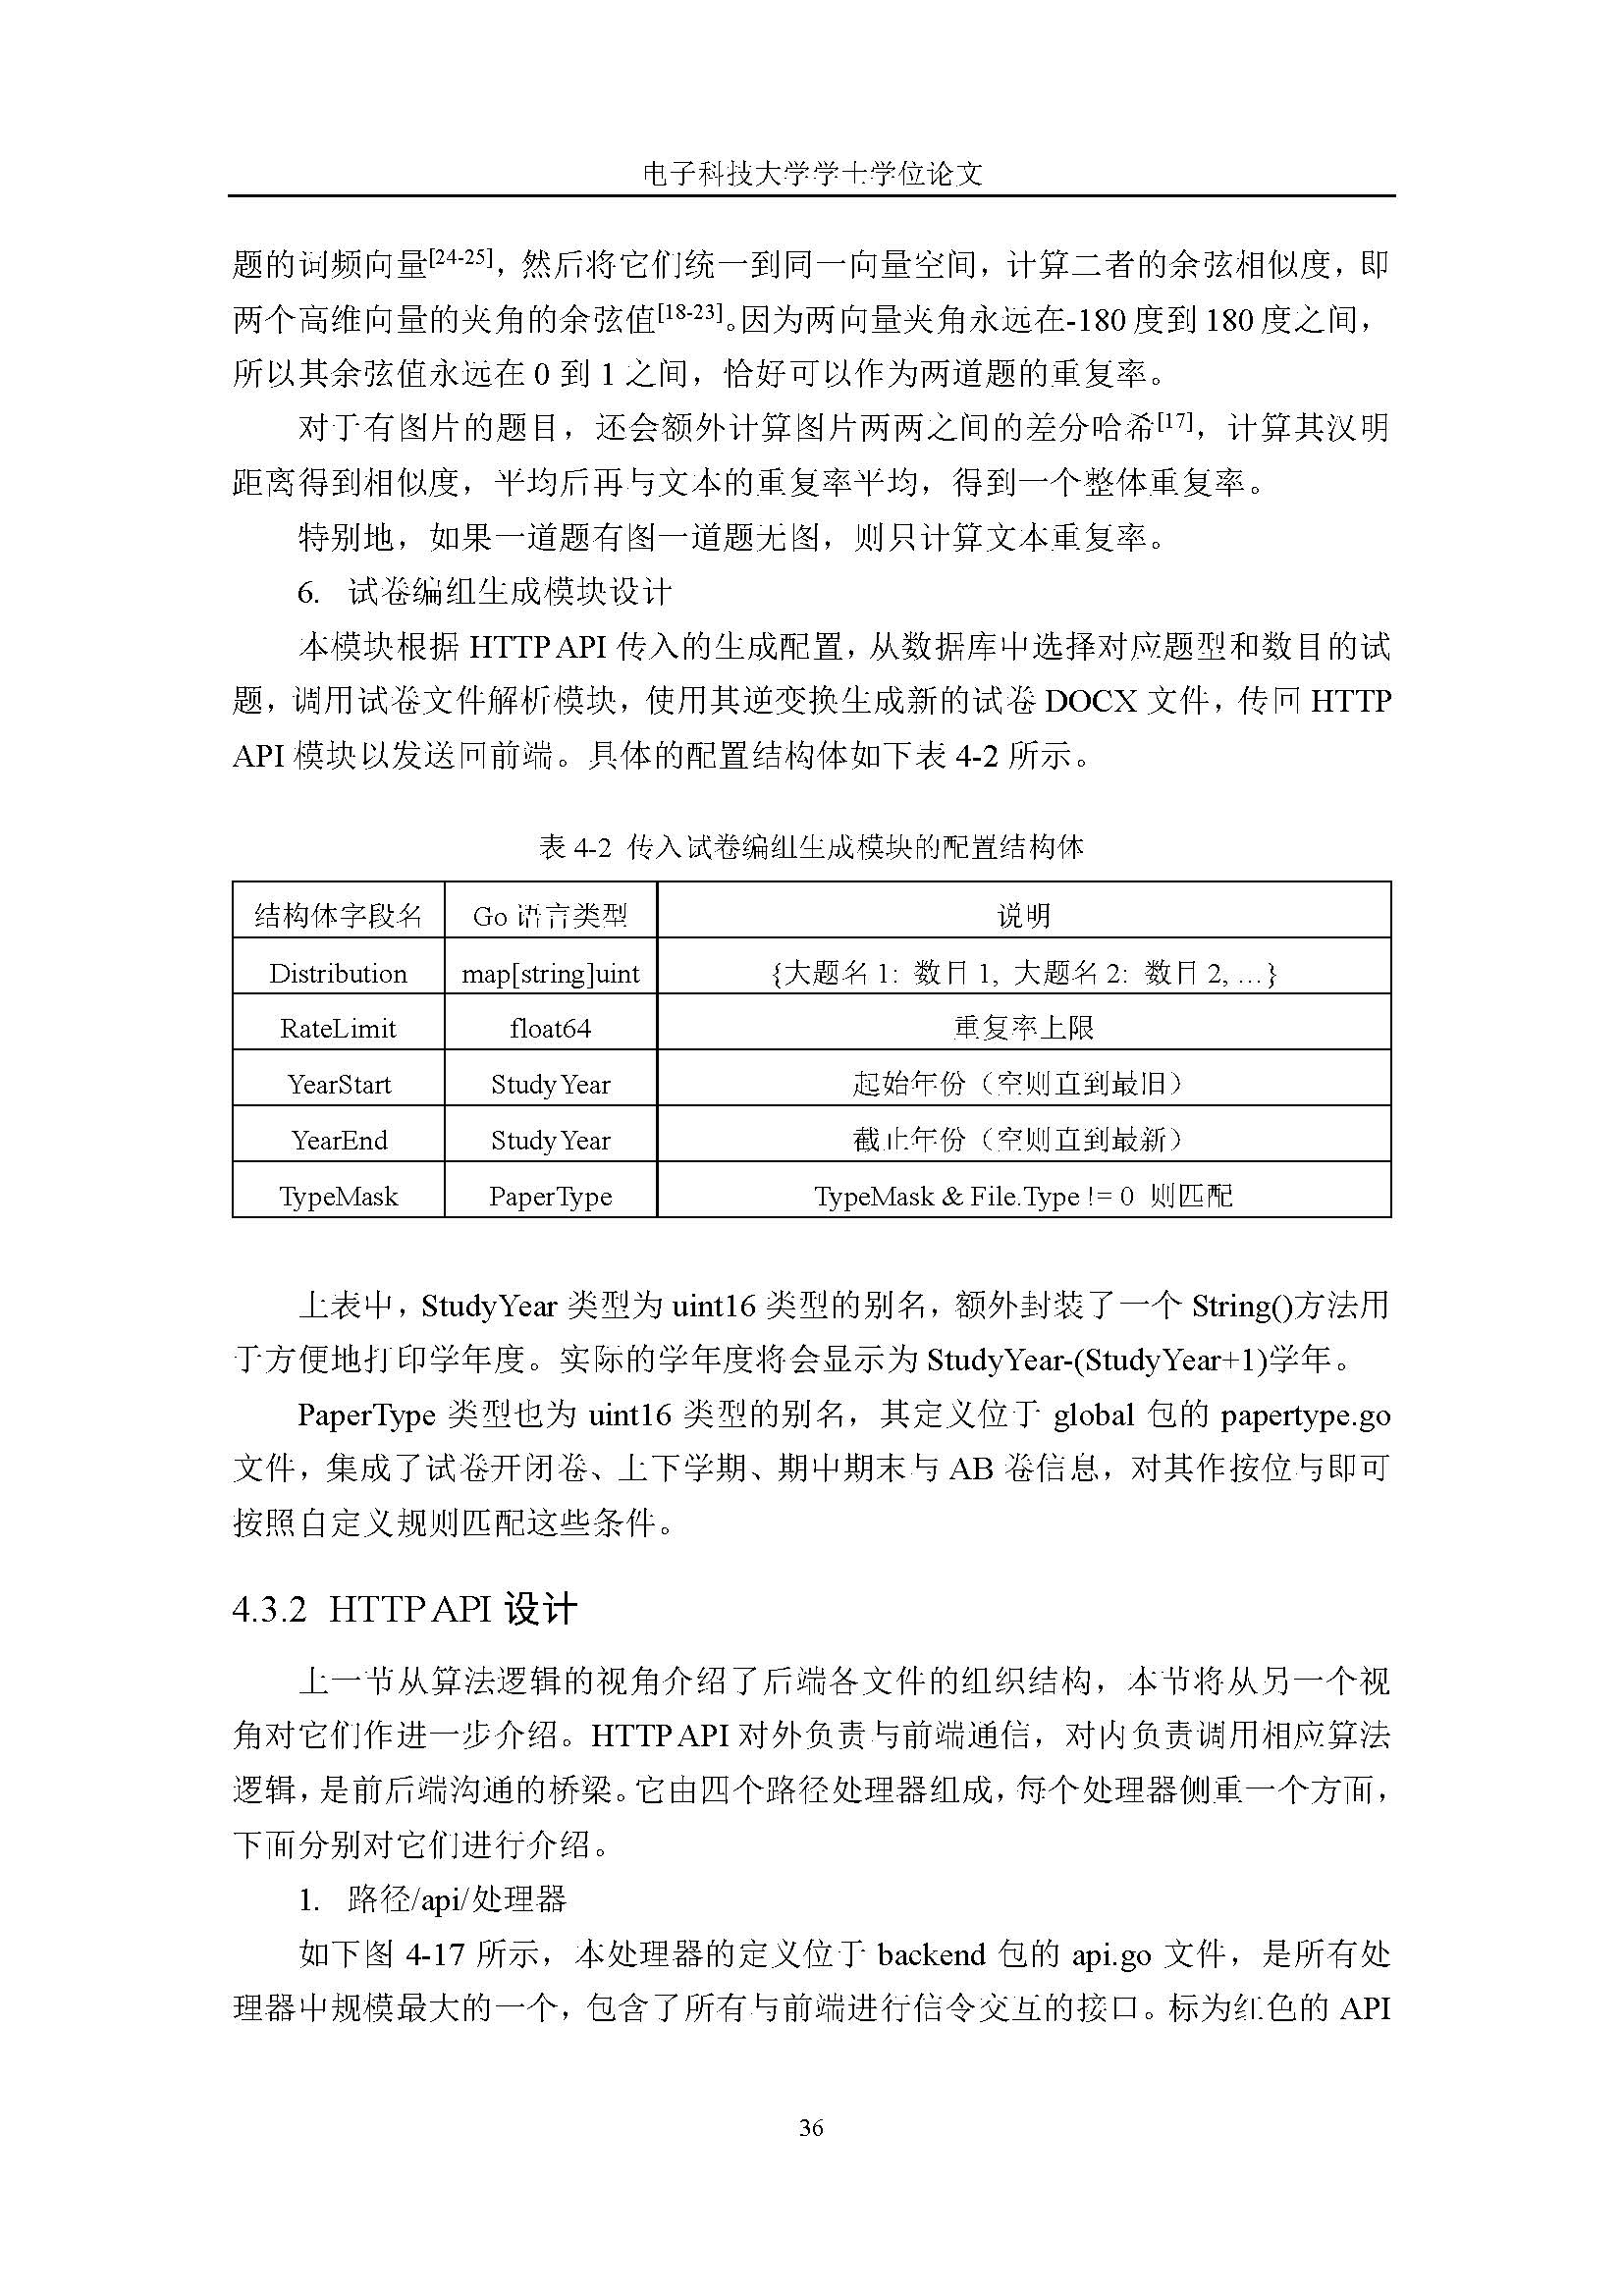 电子科技大学学士学位论文
题的词频向量[24-25]，然后将它们统一到同一向量空间，计算二者的余弦相似度，即
两个高维向量的夹角的余弦值[18-23]。因为两向量夹角永远在-180度到180度之间，
所以其余弦值永远在0到1之间，恰好可以作为两道题的重复率。
对于有图片的题目，还会额外计算图片两两之间的差分哈希[17]，计算其汉明
距离得到相似度，平均后再与文本的重复率平均，得到一个整体重复率。
特别地，如果一道题有图一道题无图，则只计算文本重复率。
6. 试卷编组生成模块设计
本模块根据 HTTP API 传入的生成配置，从数据库中选择对应题型和数目的试
题，调用试卷文件解析模块，使用其逆变换生成新的试卷 DOCX 文件，传回 HTTP
API 模块以发送回前端。具体的配置结构体如下表 4-2 所示。
表 4-2 传入试卷编组生成模块的配置结构体
结构体字段名 Go 语言类型 说明
Distribution map[string]uint {大题名1: 数目1, 大题名2: 数目2, …}
RateLimit float64 重复率上限
YearStart StudyYear 起始年份（空则直到最旧）
YearEnd StudyYear 截止年份（空则直到最新）
TypeMask PaperType TypeMask & File.Type != 0 则匹配
上表中，StudyYear 类型为 uint16 类型的别名，额外封装了一个 String()方法用
于方便地打印学年度。实际的学年度将会显示为 StudyYear-(StudyYear+1)学年。
PaperType 类型也为 uint16 类型的别名，其定义位于 global 包的 papertype.go
文件，集成了试卷开闭卷、上下学期、期中期末与 AB 卷信息，对其作按位与即可
按照自定义规则匹配这些条件。
4.3.2 HTTP API 设计
上一节从算法逻辑的视角介绍了后端各文件的组织结构，本节将从另一个视
角对它们作进一步介绍。HTTP API 对外负责与前端通信，对内负责调用相应算法
逻辑，是前后端沟通的桥梁。它由四个路径处理器组成，每个处理器侧重一个方面，
下面分别对它们进行介绍。
1. 路径/api/处理器
如下图 4-17 所示，本处理器的定义位于 backend 包的 api.go 文件，是所有处
理器中规模最大的一个，包含了所有与前端进行信令交互的接口。标为红色的 API
36